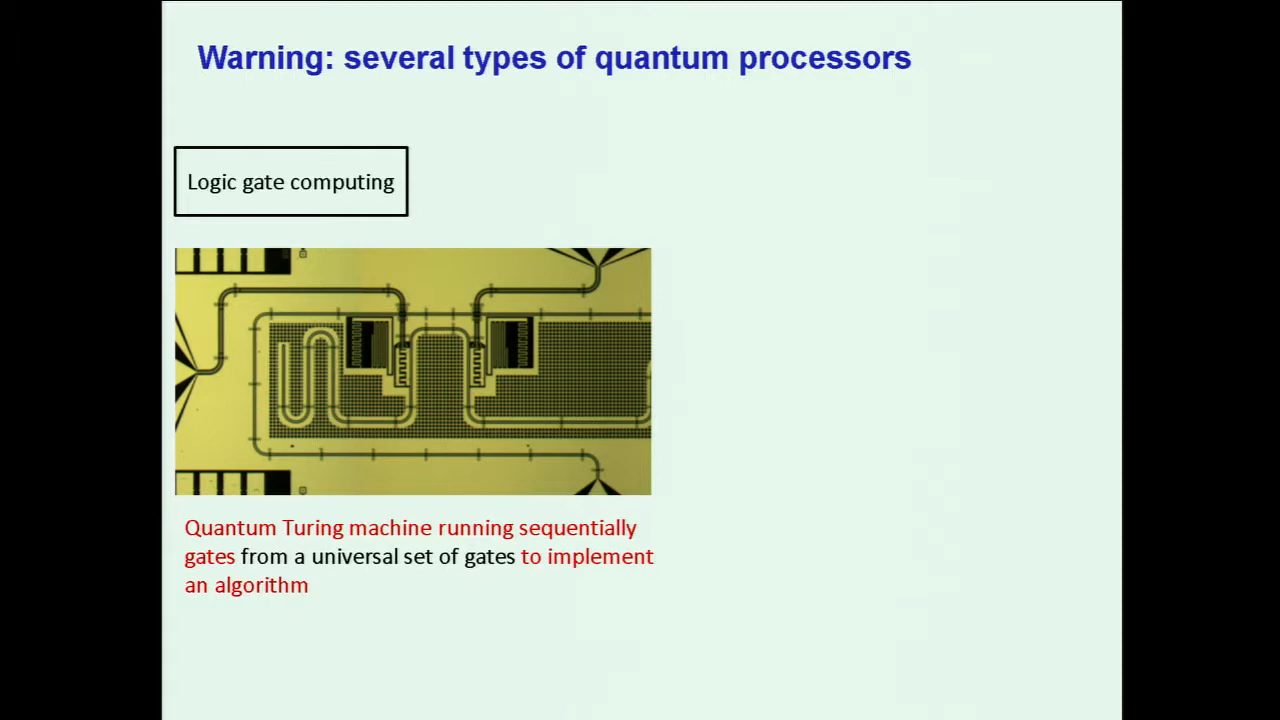 Warning: several types of quantum processors
Logic gate computing
Quantum Turing machine running sequentially
gates from a universal set of gates to implement
an algorithm